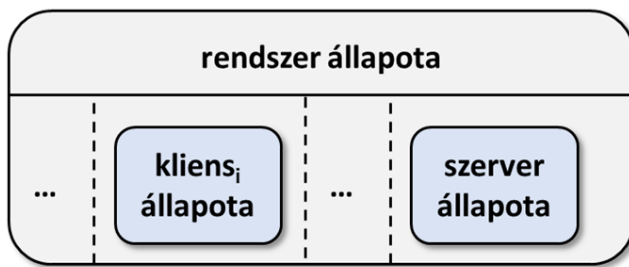 rendszer állapota
...
kliensᵢ
állapota
...
szerver
állapota